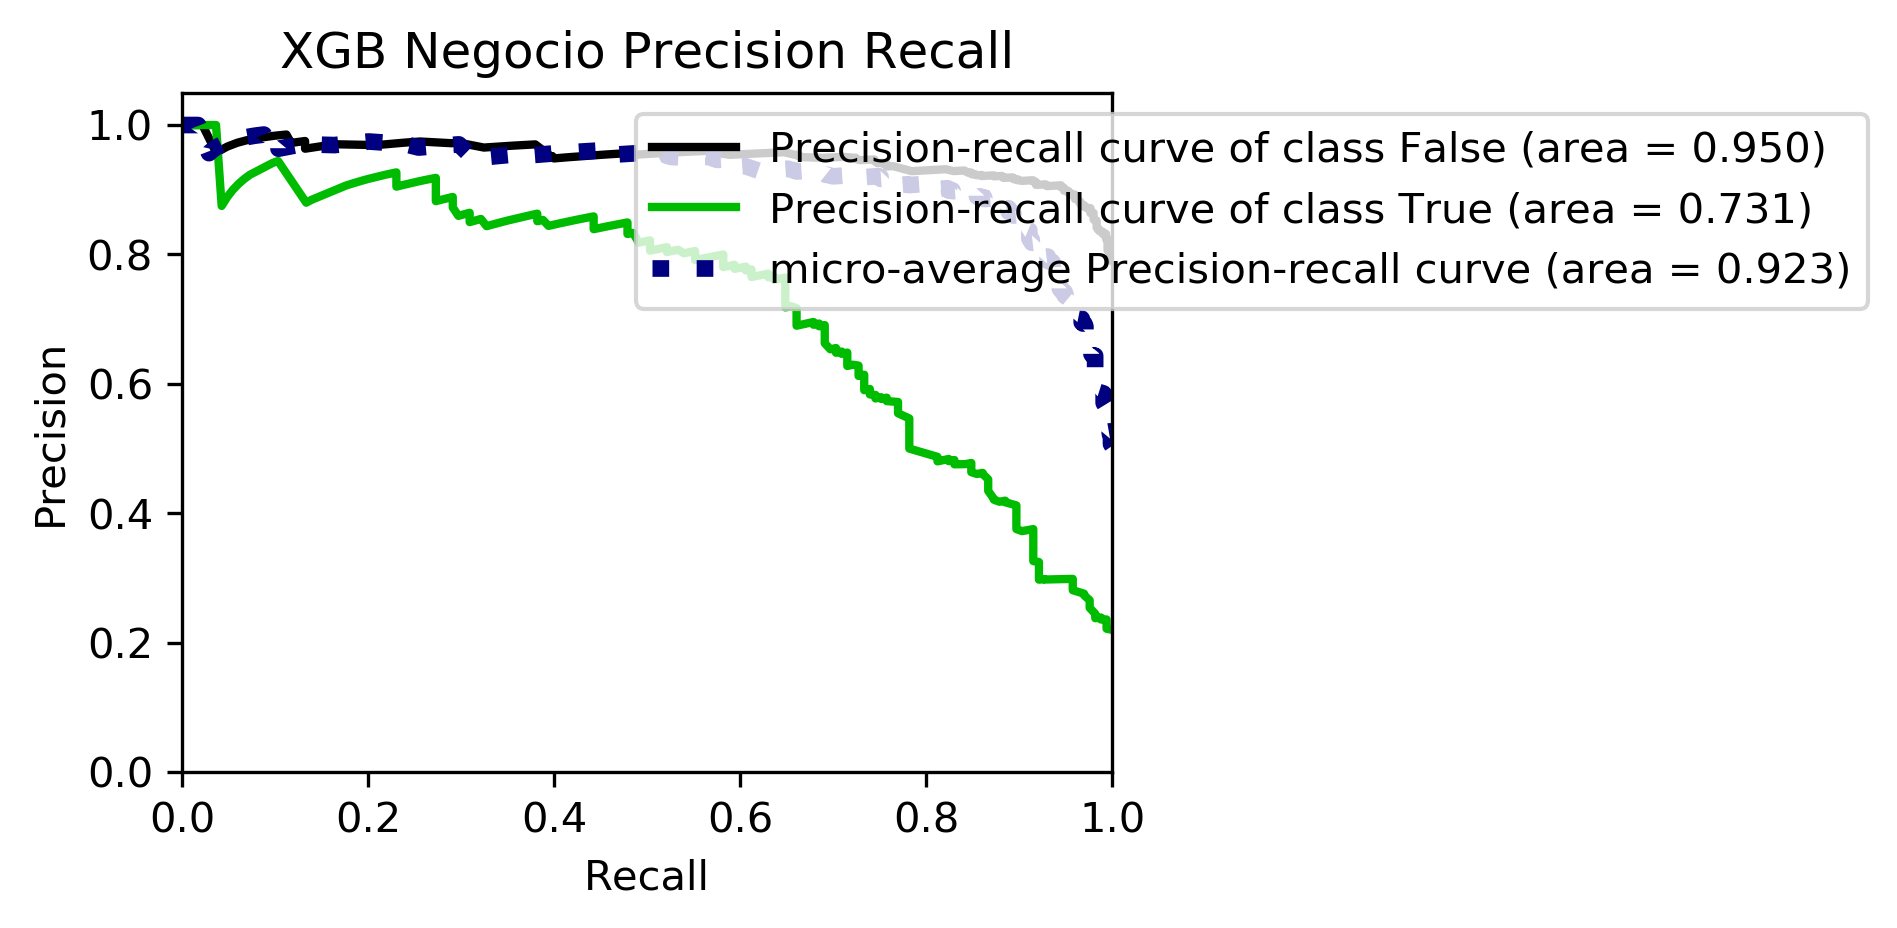 XGB Negocio Precision Recall
1.0
0.8
0.6
0.4
0.2
0.0
Precision
Precision-recall curve of class False (area = 0.950)
Precision-recall curve of class True (area = 0.731)
micro-average Precision-recall curve (area = 0.923)
0.0 0.2 0.4 0.6 0.8 1.0
Recall